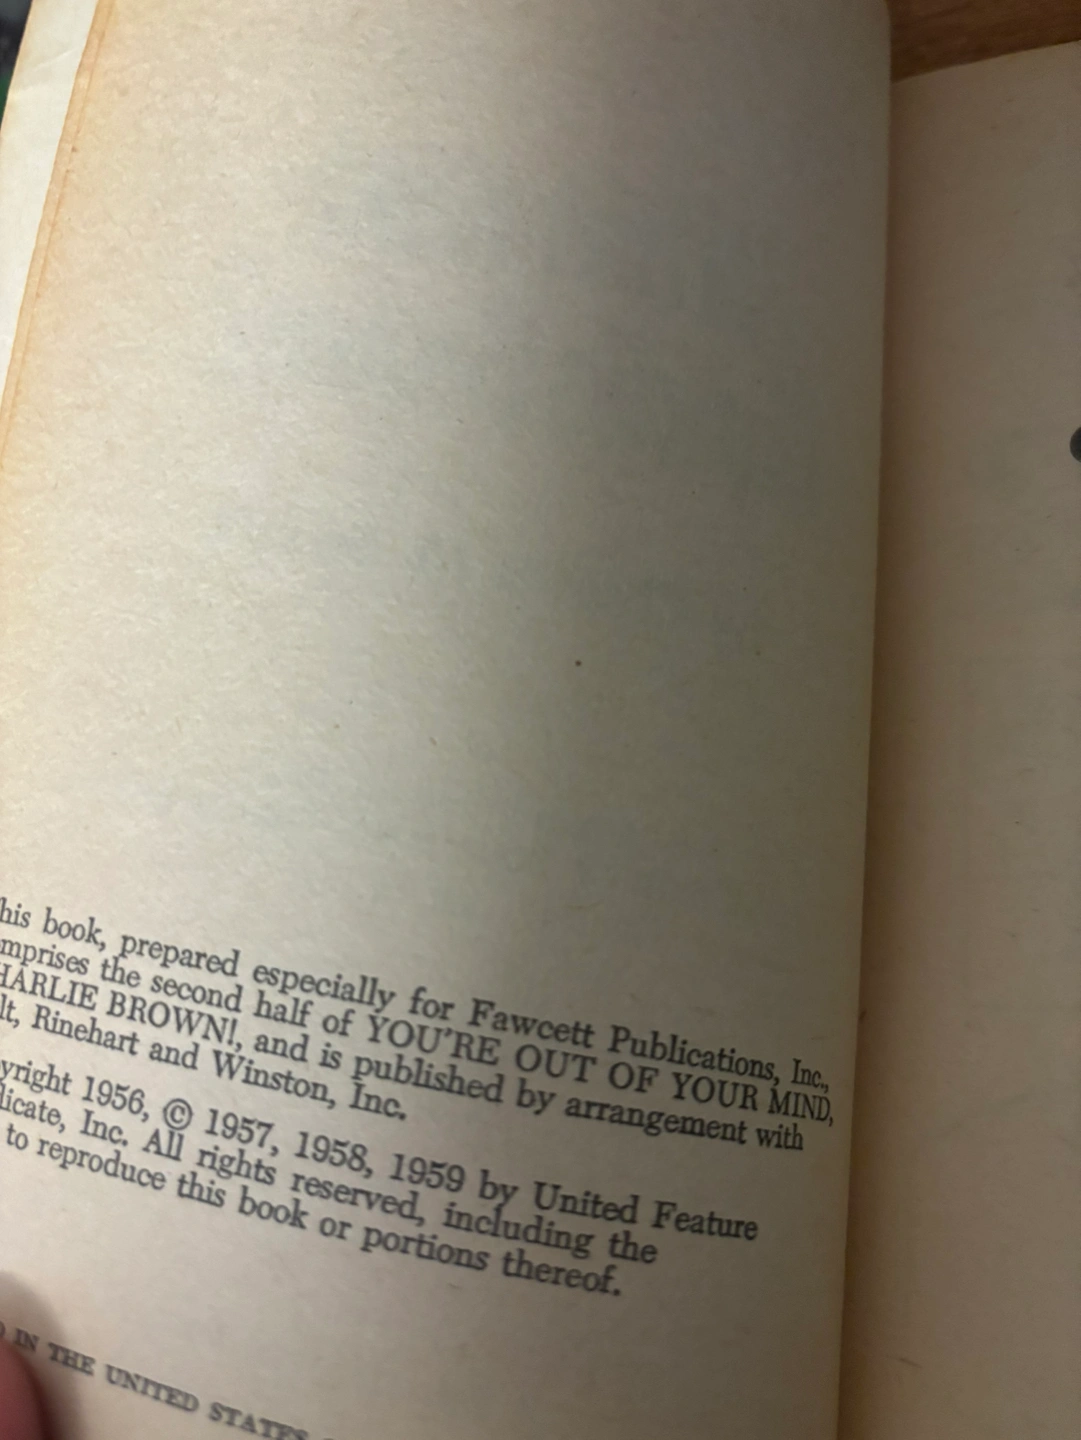 his book, prepared especially for Fawcett Publications, Inc.,
mprises the second half of YOU'RE OUT OF YOUR MIND,
HARLIE BROWN!, and is published by arrangement with
lt, Rinehart and Winston, Inc.
yright 1956, © 1957, 1958, 1959 by United Feature
dicate, Inc. All rights reserved, including the
to reproduce this book or portions thereof.
IN THE UNITED STATES